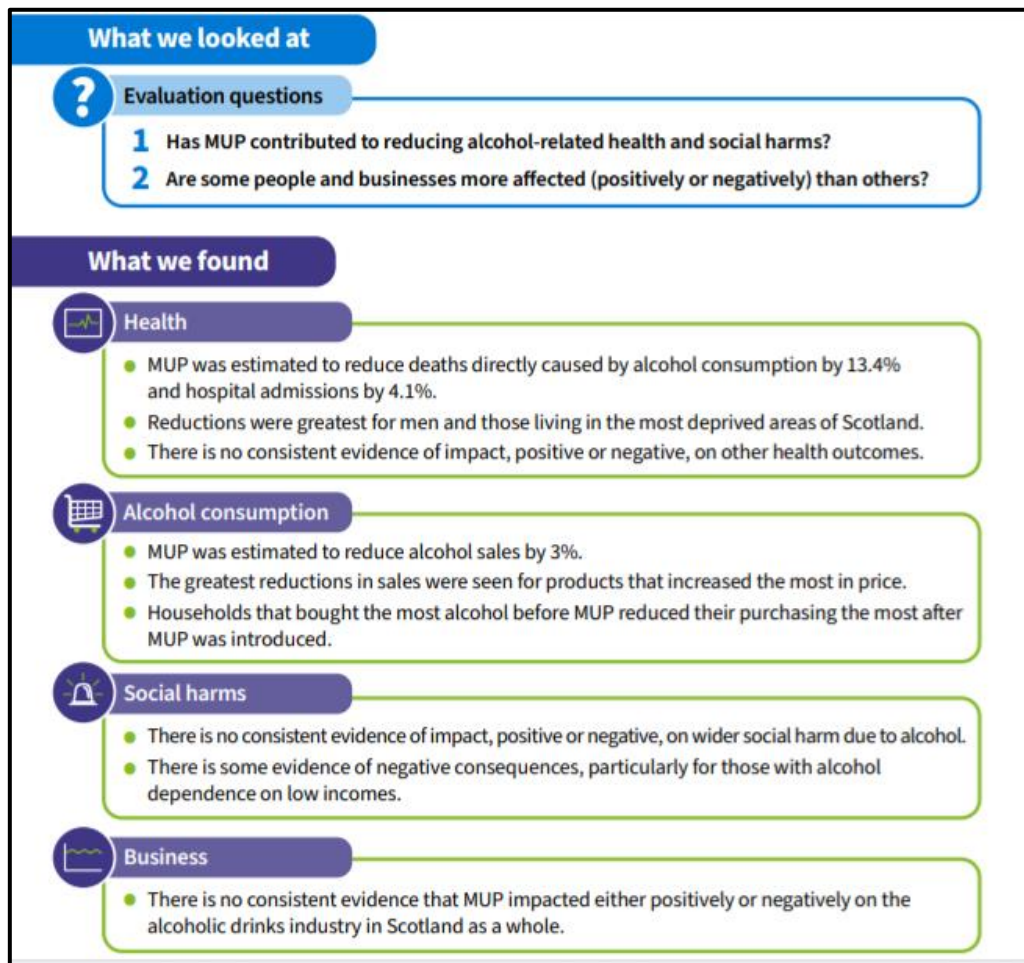 What we looked at
?
Evaluation questions
1 Has MUP contributed to reducing alcohol-related health and social harms?
2 Are some people and businesses more affected (positively or negatively) than others?
What we found
Health
MUP was estimated to reduce deaths directly caused by alcohol consumption by 13.4%
and hospital admissions by 4.1%.
Reductions were greatest for men and those living in the most deprived areas of Scotland.
There is no consistent evidence of impact, positive or negative, on other health outcomes.
Alcohol consumption
MUP was estimated to reduce alcohol sales by 3%.
The greatest reductions in sales were seen for products that increased the most in price.
Households that bought the most alcohol before MUP reduced their purchasing the most after
MUP was introduced.
Social harms
There is no consistent evidence of impact, positive or negative, on wider social harm due to alcohol.
There is some evidence of negative consequences, particularly for those with alcohol
dependence on low incomes.
Business
There is no consistent evidence that MUP impacted either positively or negatively on the
alcoholic drinks industry in Scotland as a whole.